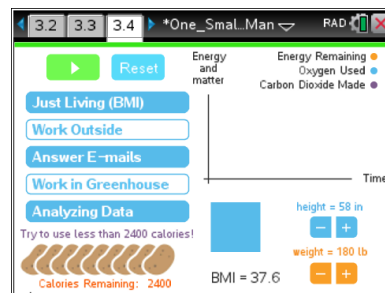 3.2 3.3 3.4 *One_Smal...Man RAD
Reset
Energy
and
matter
Energy Remaining
Oxygen Used
Carbon Dioxide Made
Just Living (BMI)
Work Outside
Answer E-mails
Work in Greenhouse
Analyzing Data
Time
Try to use less than 2400 calories!
Calories Remaining: 2400
height = 58 in
− +
weight = 180 lb
− +
BMI = 37.6